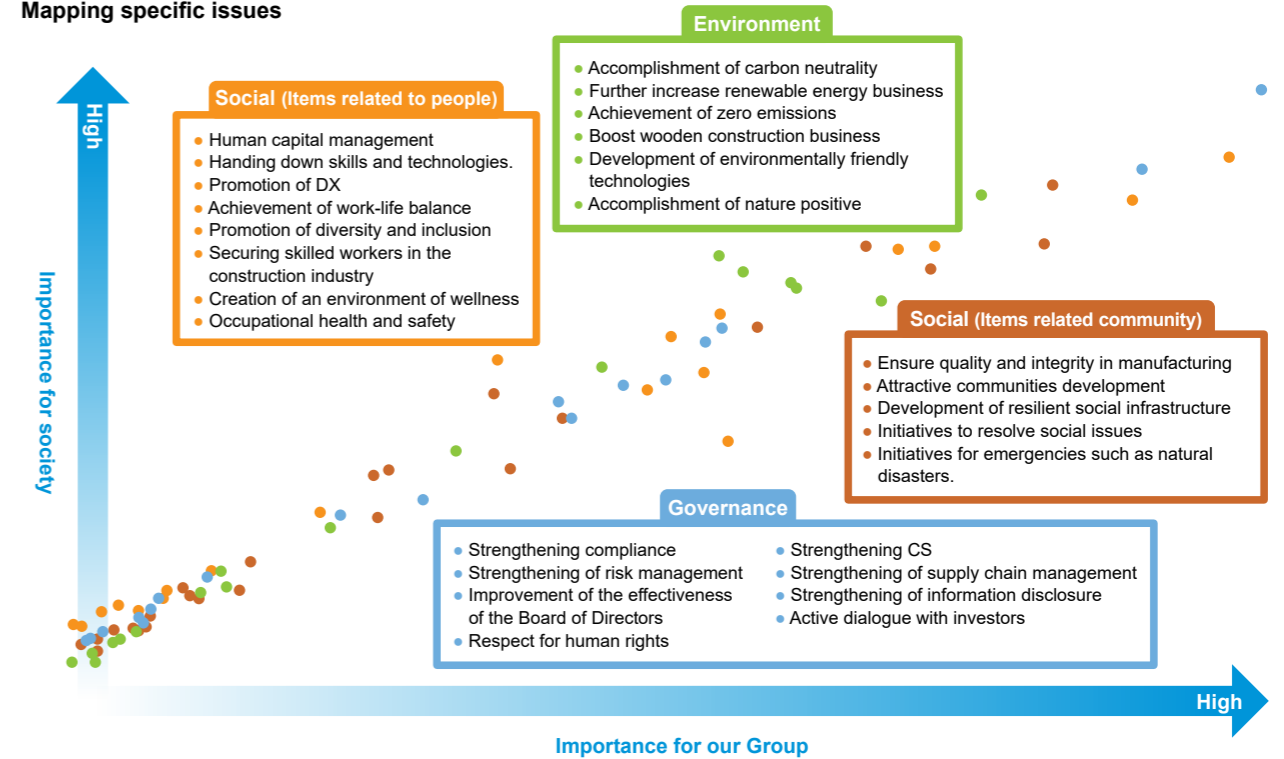 Mapping specific issues
High
Importance for society
Social (Items related to people)
● Human capital management
● Handing down skills and technologies.
● Promotion of DX
● Achievement of work-life balance
● Promotion of diversity and inclusion
● Securing skilled workers in the
construction industry
● Creation of an environment of wellness
● Occupational health and safety
Environment
● Accomplishment of carbon neutrality
● Further increase renewable energy business
● Achievement of zero emissions
● Boost wooden construction business
● Development of environmentally friendly
technologies
● Accomplishment of nature positive
Social (Items related community)
● Ensure quality and integrity in manufacturing
● Attractive communities development
● Development of resilient social infrastructure
● Initiatives to resolve social issues
● Initiatives for emergencies such as natural
disasters.
Governance
● Strengthening compliance
● Strengthening of risk management
● Improvement of the effectiveness
of the Board of Directors
● Respect for human rights
● Strengthening CS
● Strengthening of supply chain management
● Strengthening of information disclosure
● Active dialogue with investors
High
Importance for our Group